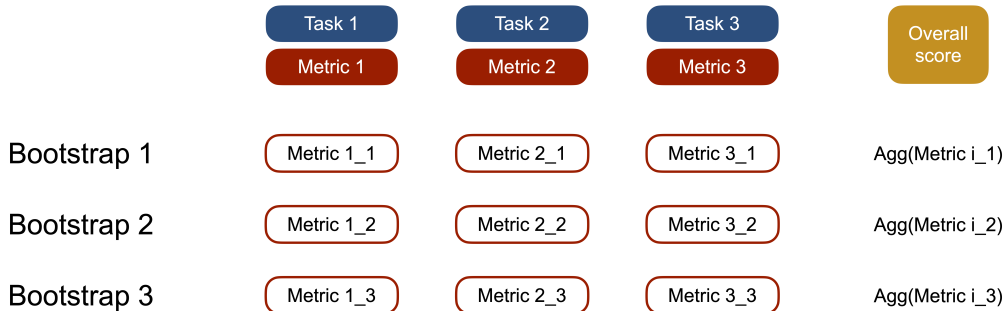 Task 1 Task 2 Task 3 Overall score
Metric 1 Metric 2 Metric 3
Bootstrap 1 Metric 1_1 Metric 2_1 Metric 3_1 Agg(Metric i_1)
Bootstrap 2 Metric 1_2 Metric 2_2 Metric 3_2 Agg(Metric i_2)
Bootstrap 3 Metric 1_3 Metric 2_3 Metric 3_3 Agg(Metric i_3)